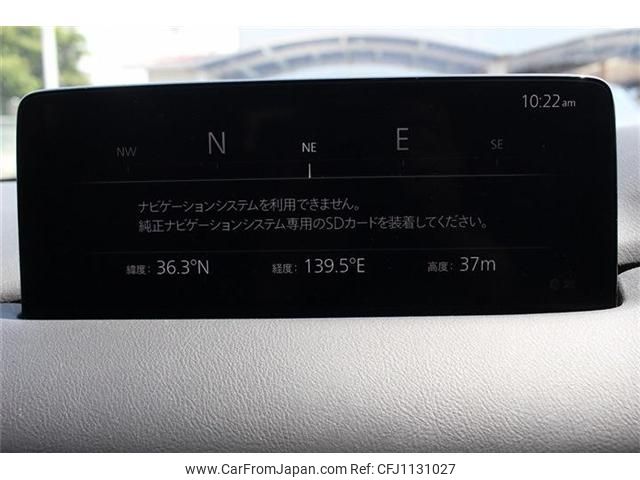 10:22 am
NW N NE E SE
ナビゲーションシステムを利用できません。
純正ナビゲーションシステム専用のSDカードを装着してください。
緯度: 36.3°N 経度: 139.5°E 高度: 37m
www.CarFromJapan.com - CFJ1131027